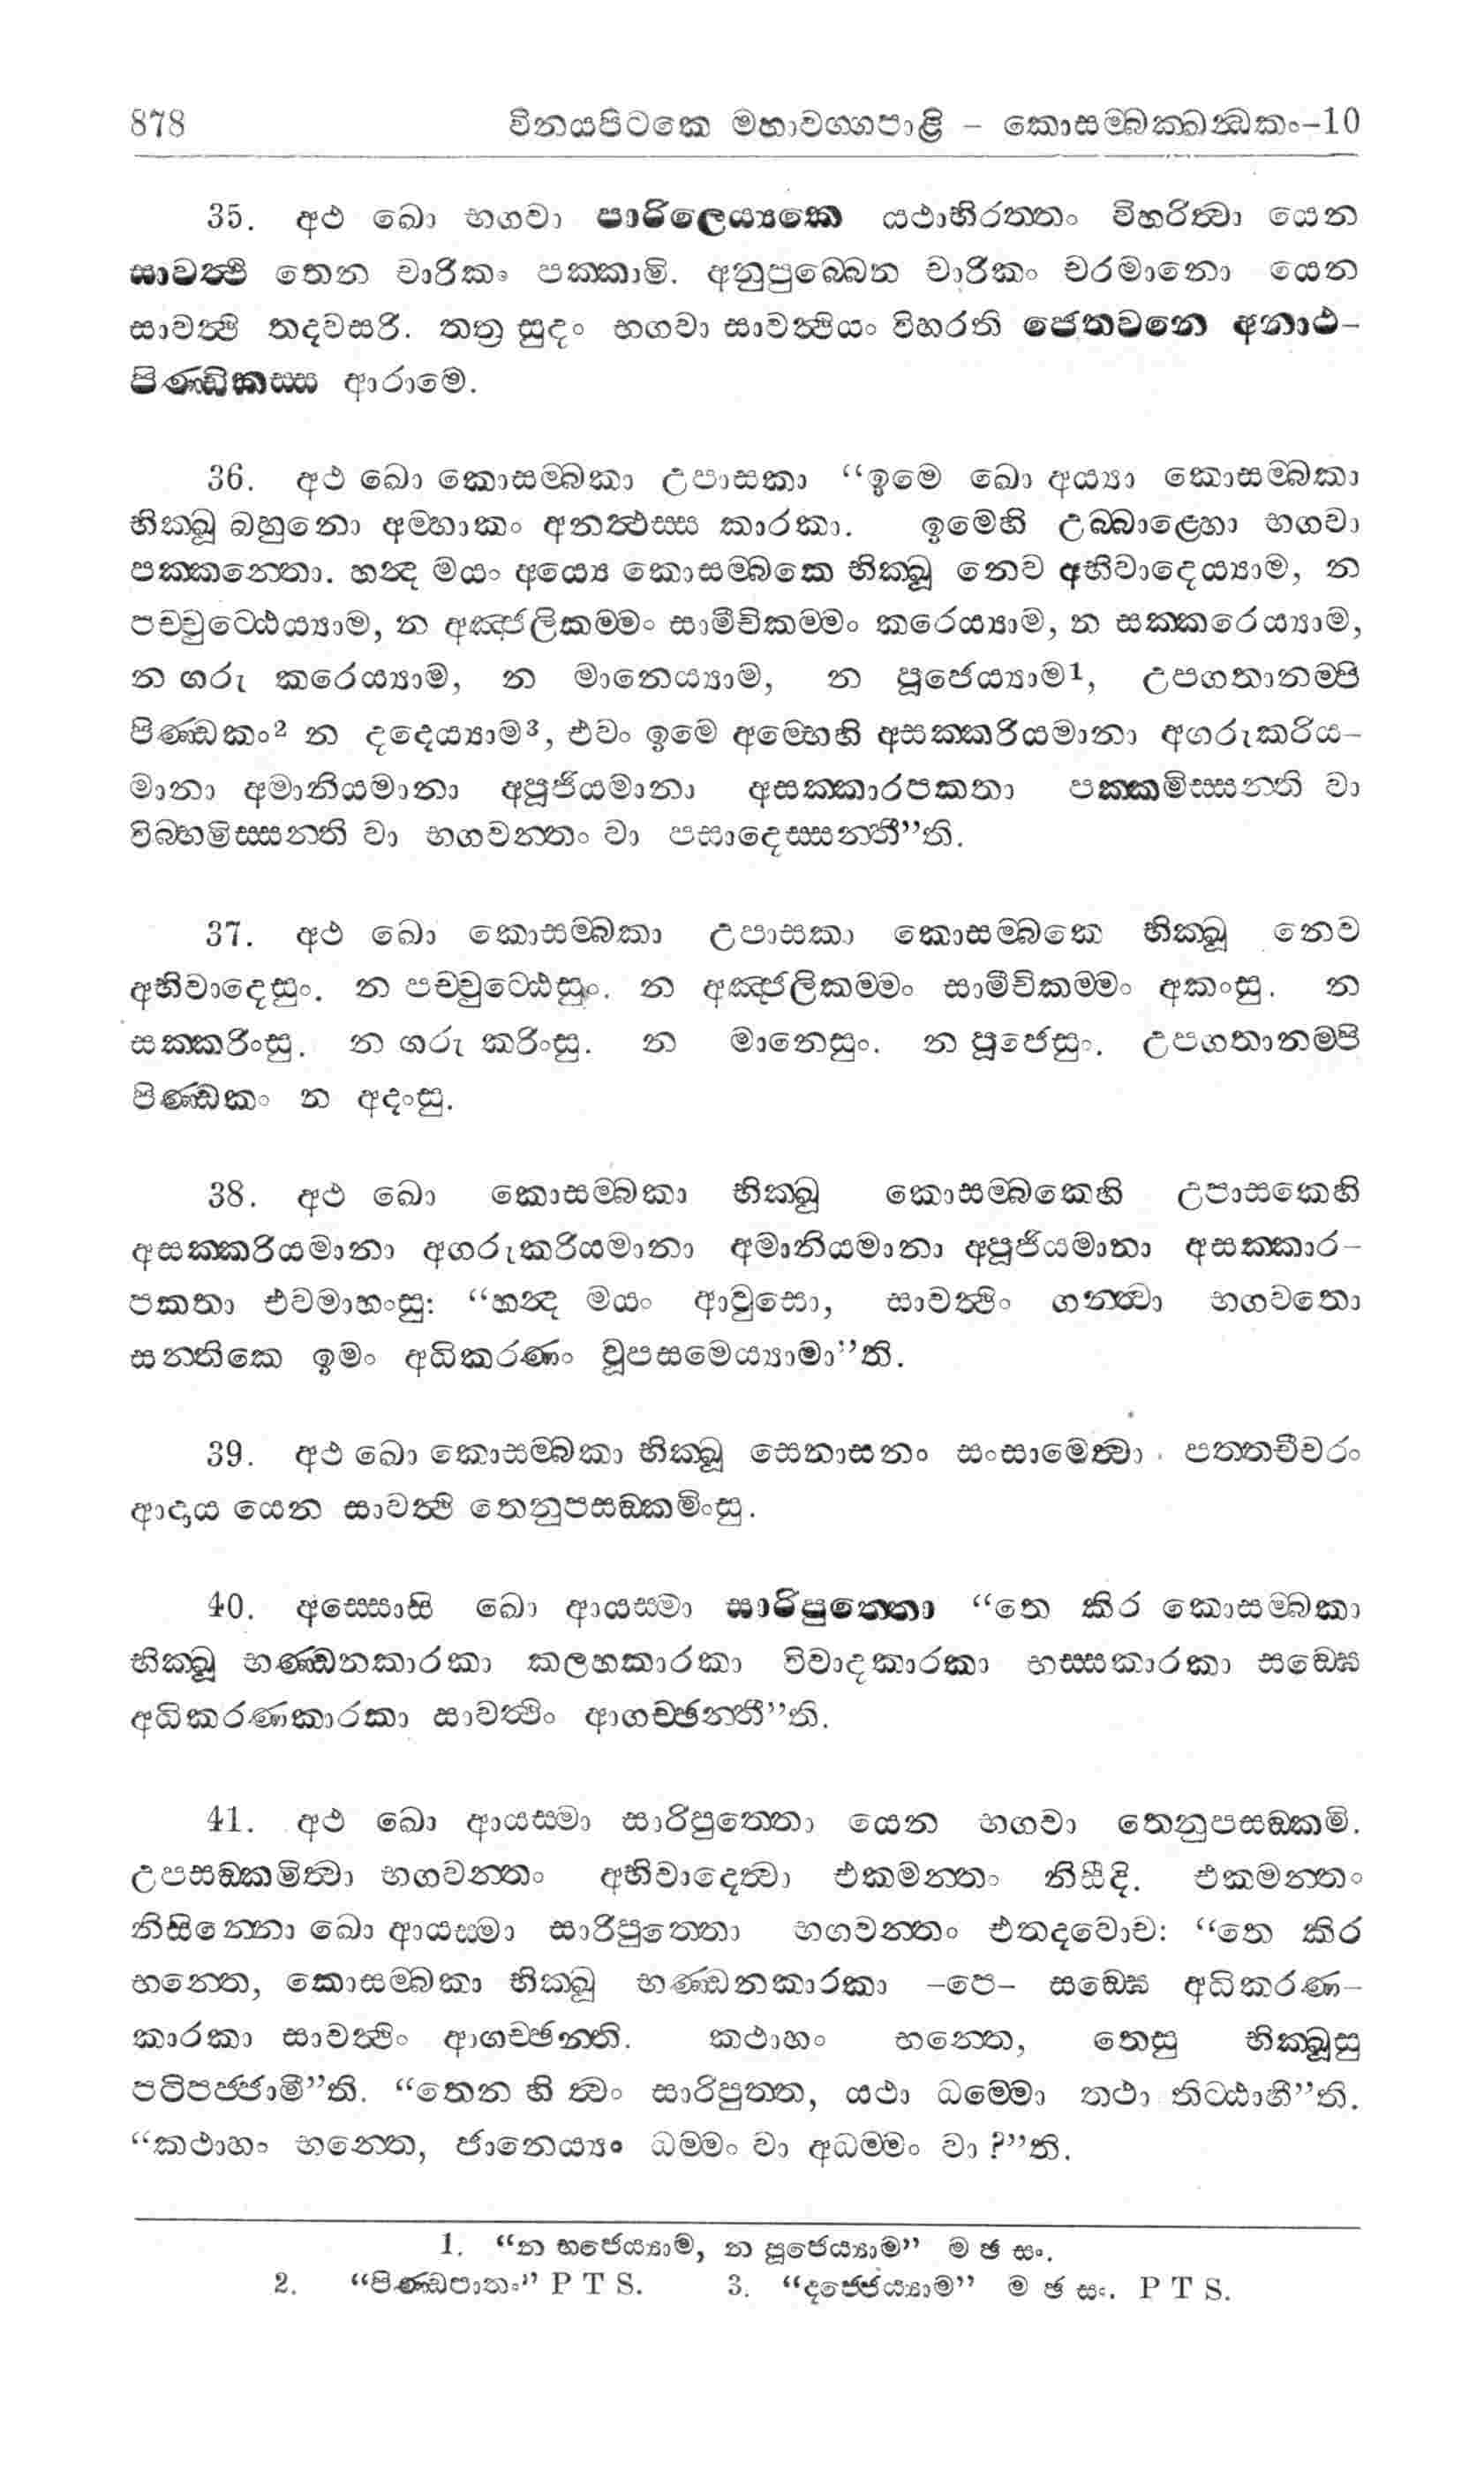 878 විනයපිටකෙ මහාවග්ගපාළි – කොසම්බක්ඛන්ධකං–10
35. අථ ඛො භගවා පාරිලෙය්‍යකෙ යථාභිරත්තං විහරිත්‍වා යෙන
සාවත්‍ථි තෙන චාරිකං පක්කාමි. අනුපුබ්බෙන චාරිකං චරමානො යෙන
සාවත්‍ථි තදවසරි. තත්‍ර සුදං භගවා සාවත්‍ථියං විහරති ජෙතවනෙ අනාථ-
පිණ්ඩිකස්ස ආරාමෙ.
36. අථ ඛො කොසම්බකා උපාසකා “ඉමෙ ඛො අය්‍යා කොසම්බකා
භික්ඛූ බහුනො අම්හාකං අනත්‍ථස්ස කාරකා. ඉමෙහි උබ්බාළ්හො භගවා
පක්කන්තො. හන්‍ද මයං අය්‍යෙ කොසම්බකෙ භික්ඛූ නෙව අභිවාදෙය්‍යාම, න
පච්චුට්ඨෙය්‍යාම, න අඤ්ජලිකම්මං සාමීචිකම්මං කරෙය්‍යාම, න සක්කරෙය්‍යාම,
න ගරු කරෙය්‍යාම, න මානෙය්‍යාම, න පූජෙය්‍යාම1, උපගතානම්පි
පිණ්ඩකං2 න දදෙය්‍යාම3, එවං ඉමෙ අම්හෙහි අසක්කරියමානා අගරුකරිය-
මානා අමානියමානා අපූජියමානා අසක්කාරපකතා පක්කමිස්සන්ති වා
විබ්භමිස්සන්ති වා භගවන්තං වා පසාදෙස්සන්තී”ති.
37. අථ ඛො කොසම්බකා උපාසකා කොසම්බකෙ භික්ඛූ නෙව
අභිවාදෙසුං. න පච්චුට්ඨෙසුං. න අඤ්ජලිකම්මං සාමීචිකම්මං අකංසු. න
සක්කරිංසු. න ගරු කරිංසු. න මානෙසුං. න පූජෙසුං. උපගතානම්පි
පිණ්ඩකං න අදංසු.
38. අථ ඛො කොසම්බකා භික්ඛූ කොසම්බකෙහි උපාසකෙහි
අසක්කරියමානා අගරුකරියමානා අමානියමානා අපූජියමානා අසක්කාර-
පකතා එවමාහංසු: “හන්‍ද මයං ආවුසො, සාවත්‍ථිං ගන්ත්‍වා භගවතො
සන්තිකෙ ඉමං අධිකරණං වූපසමෙය්‍යාමා”ති.
39. අථ ඛො කොසම්බකා භික්ඛූ සෙනාසනං සංසාමෙත්‍වා පත්තචීවරං
ආදාය යෙන සාවත්‍ථි තෙනුපසඞ්කමිංසු.
40. අස්සොසි ඛො ආයස්මා සාරිපුත්තො “තෙ කිර කොසම්බකා
භික්ඛූ භණ්ඩනකාරකා කලහකාරකා විවාදකාරකා භස්සකාරකා සඞ්ඝෙ
අධිකරණකාරකා සාවත්‍ථිං ආගච්ඡන්තී”ති.
41. අථ ඛො ආයස්මා සාරිපුත්තො යෙන භගවා තෙනුපසඞ්කමි.
උපසඞ්කමිත්‍වා භගවන්තං අභිවාදෙත්‍වා එකමන්තං නිසීදි. එකමන්තං
නිසින්නො ඛො ආයස්මා සාරිපුත්තො භගවන්තං එතදවොච: “තෙ කිර
භන්තෙ, කොසම්බකා භික්ඛූ භණ්ඩනකාරකා –පෙ– සඞ්ඝෙ අධිකරණ-
කාරකා සාවත්‍ථිං ආගච්ඡන්ති. කථාහං භන්තෙ, තෙසු භික්ඛූසු
පටිපජ්ජාමී”ති. “තෙන හි ත්‍වං සාරිපුත්ත, යථා ධම්මො තථා තිට්ඨාහී”ති.
“කථාහං භන්තෙ, ජානෙය්‍යං ධම්මං වා අධම්මං වා ?”ති.
1. “න භජෙය්‍යාම, න පූජෙය්‍යාම” ම ඡ සං.
2. “පිණ්ඩපාතං” P T S. 3. “දජ්ජෙය්‍යාම” ම ඡ සං. P T S.